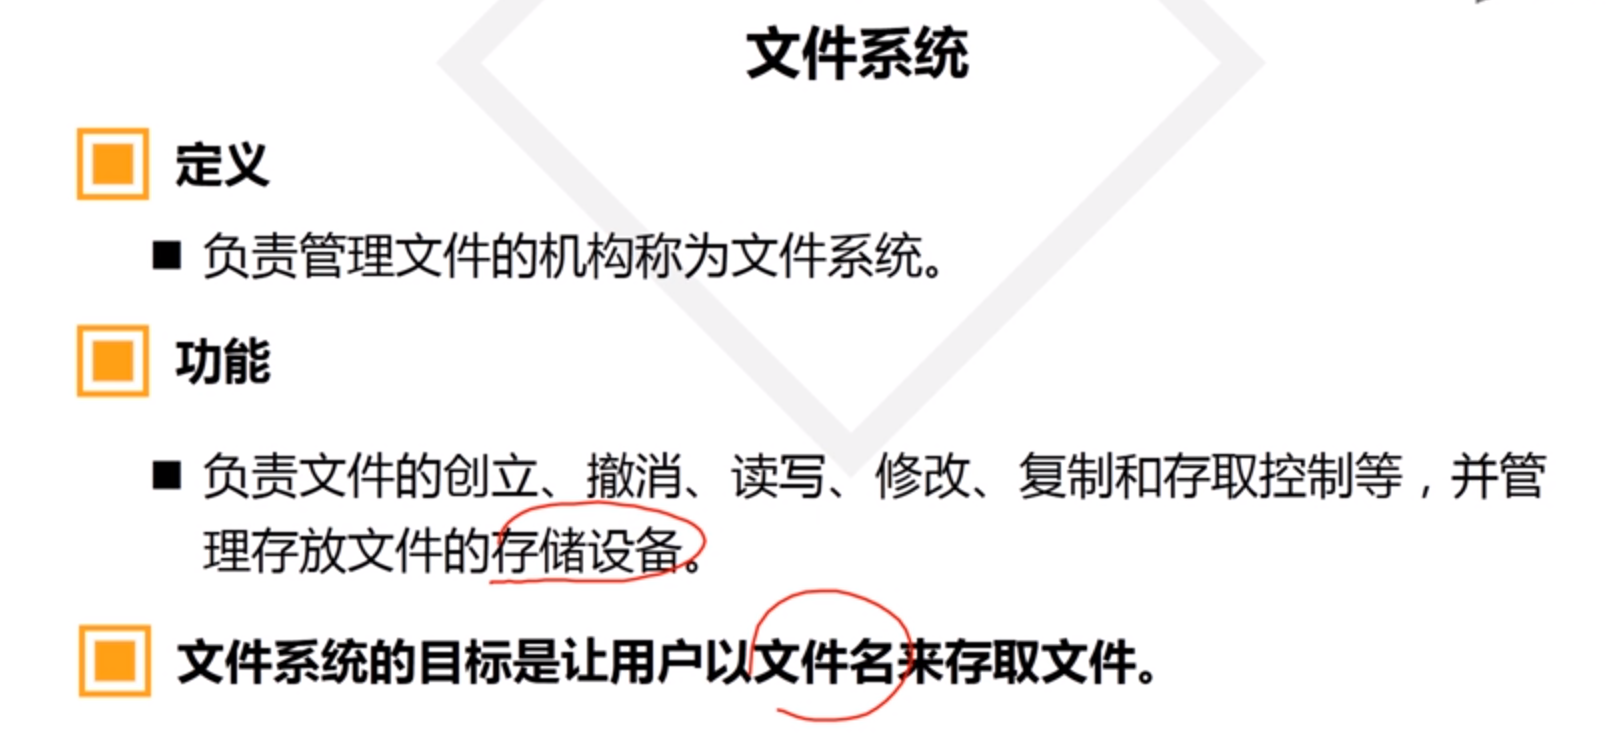 文件系统
定义
■ 负责管理文件的机构称为文件系统。
功能
■ 负责文件的创立、撤消、读写、修改、复制和存取控制等，并管
理存放文件的存储设备。
文件系统的目标是让用户以文件名来存取文件。